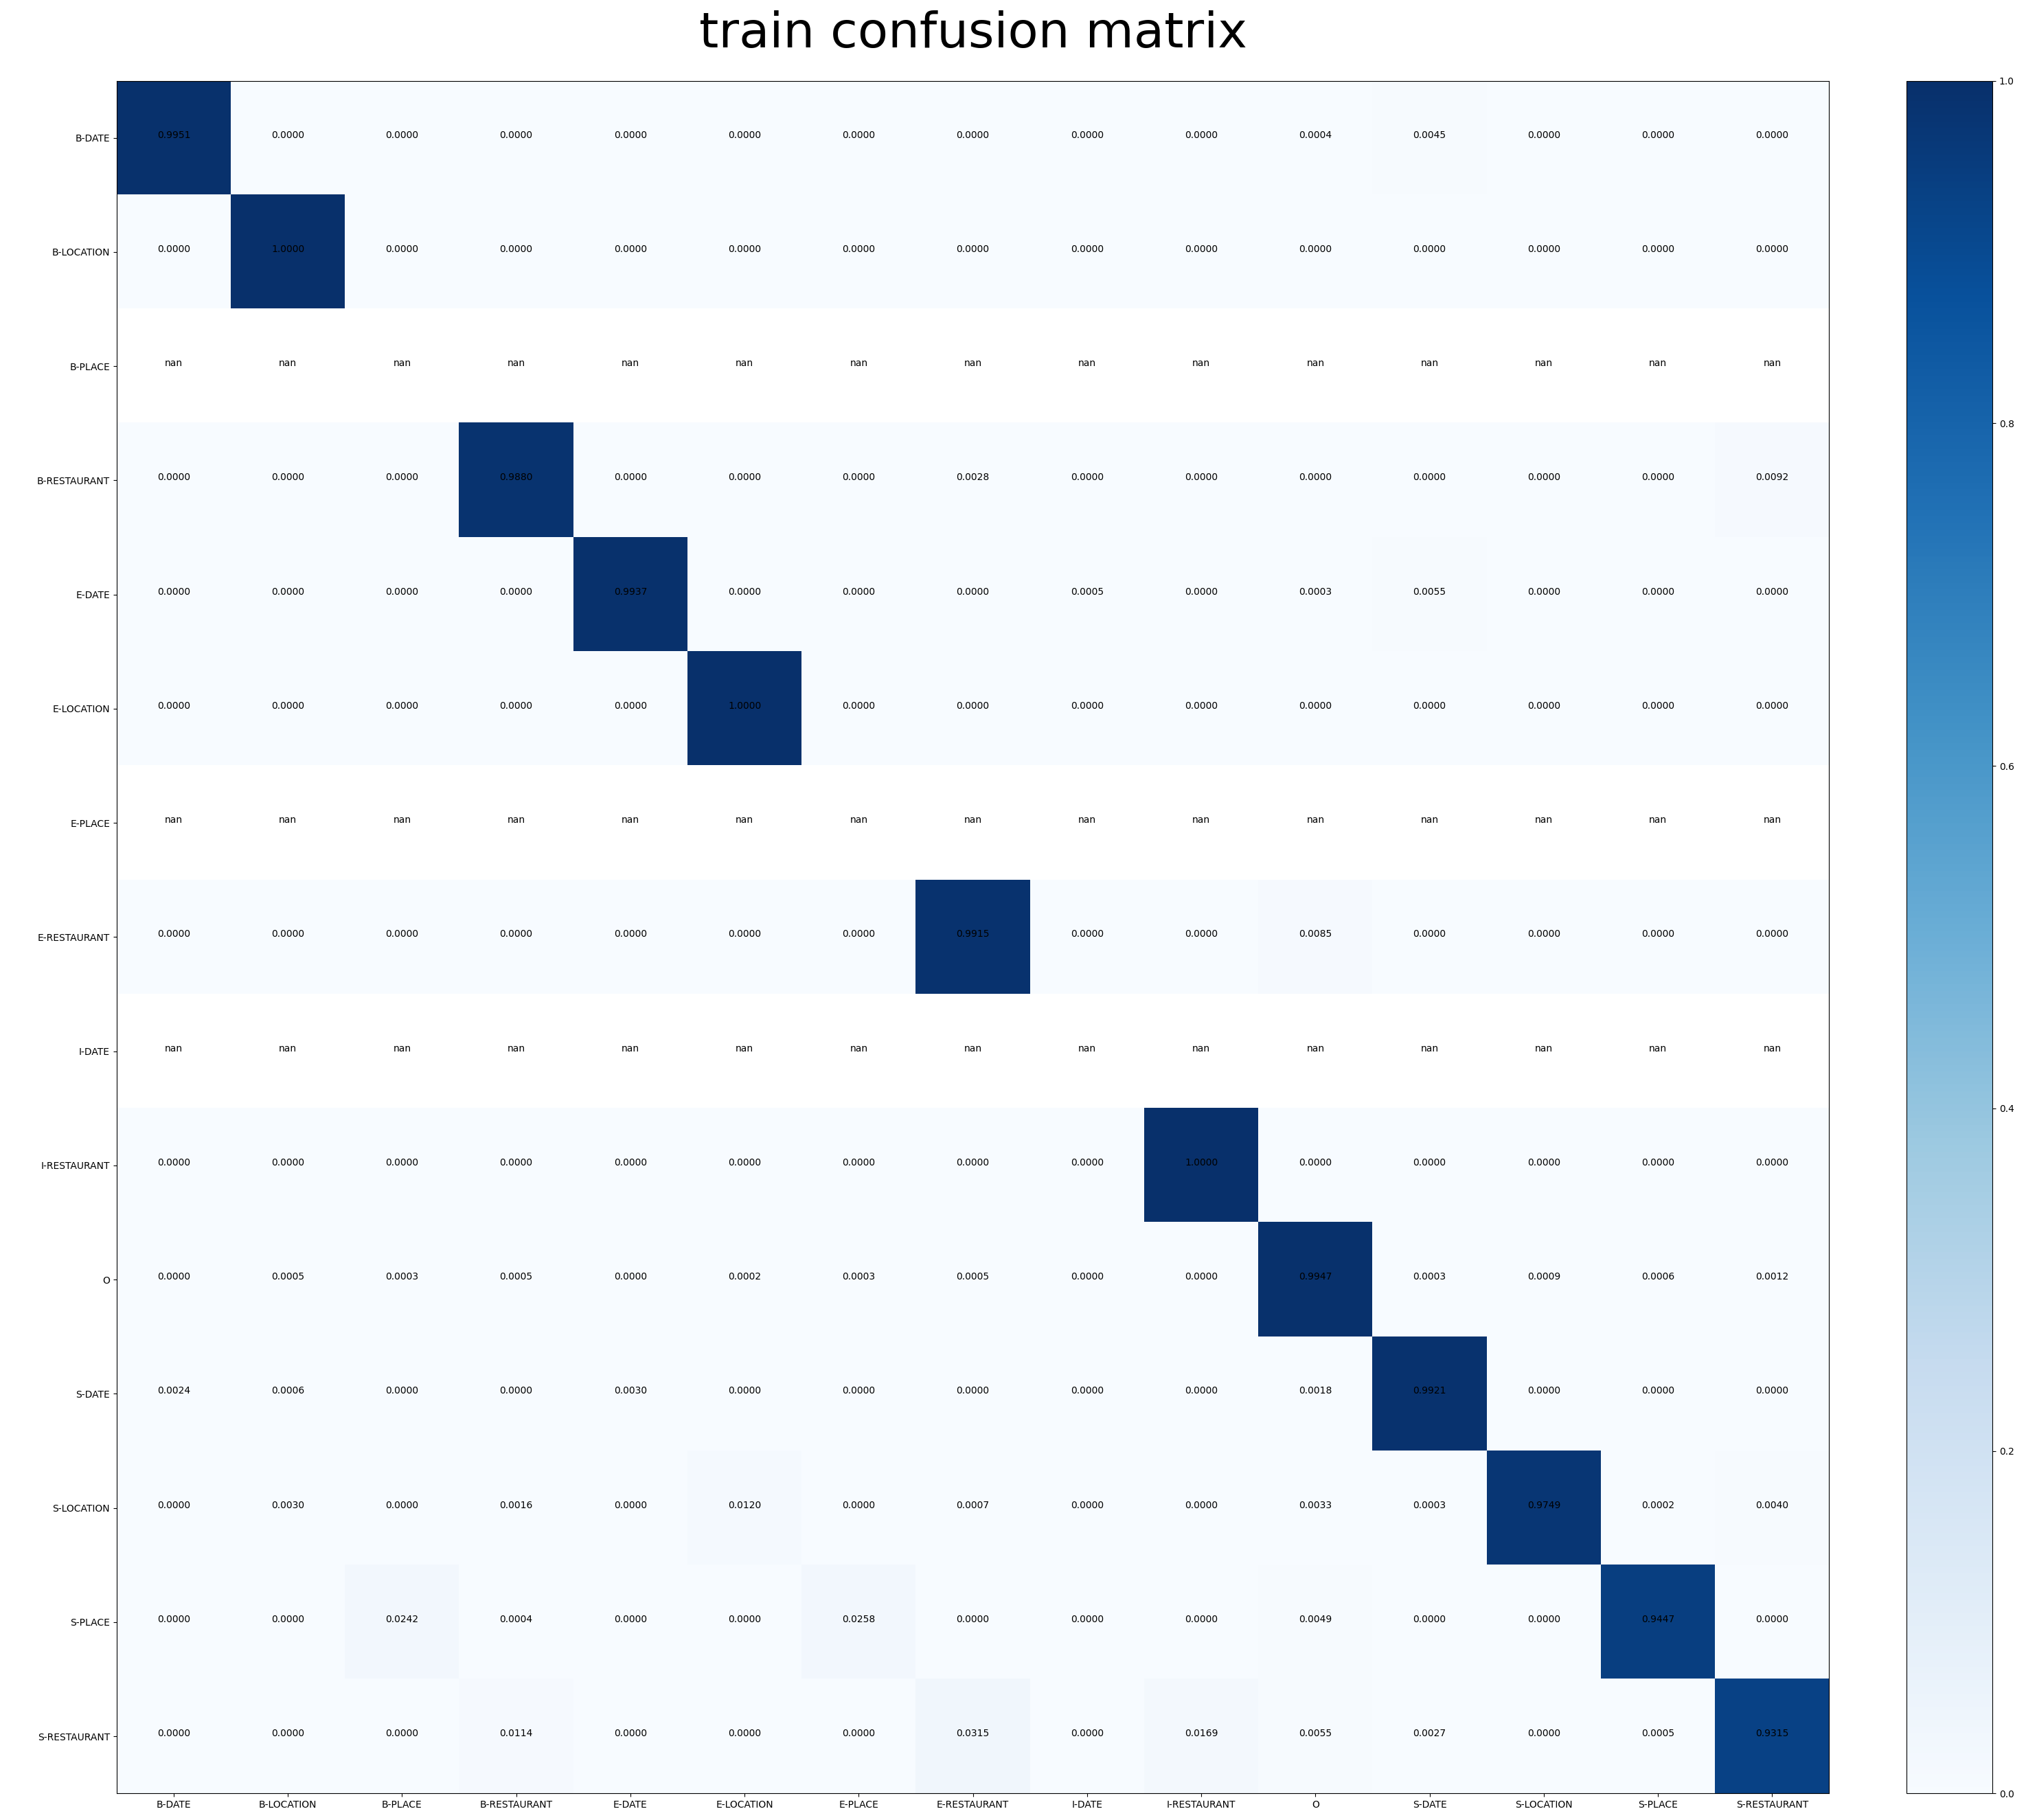 train confusion matrix
1.0
B-DATE 0.9951 0.0000 0.0000 0.0000 0.0000 0.0000 0.0000 0.0000 0.0000 0.0000 0.0004 0.0045 0.0000 0.0000 0.0000
B-LOCATION 0.0000 1.0000 0.0000 0.0000 0.0000 0.0000 0.0000 0.0000 0.0000 0.0000 0.0000 0.0000 0.0000 0.0000 0.0000
B-PLACE nan nan nan nan nan nan nan nan nan nan nan nan nan nan nan
0.8
B-RESTAURANT 0.0000 0.0000 0.0000 0.9880 0.0000 0.0000 0.0000 0.0028 0.0000 0.0000 0.0000 0.0000 0.0000 0.0000 0.0092
E-DATE 0.0000 0.0000 0.0000 0.0000 0.9937 0.0000 0.0000 0.0000 0.0005 0.0000 0.0003 0.0055 0.0000 0.0000 0.0000
E-LOCATION 0.0000 0.0000 0.0000 0.0000 0.0000 1.0000 0.0000 0.0000 0.0000 0.0000 0.0000 0.0000 0.0000 0.0000 0.0000
0.6
E-PLACE nan nan nan nan nan nan nan nan nan nan nan nan nan nan nan
E-RESTAURANT 0.0000 0.0000 0.0000 0.0000 0.0000 0.0000 0.0000 0.9915 0.0000 0.0000 0.0085 0.0000 0.0000 0.0000 0.0000
I-DATE nan nan nan nan nan nan nan nan nan nan nan nan nan nan nan
0.4
I-RESTAURANT 0.0000 0.0000 0.0000 0.0000 0.0000 0.0000 0.0000 0.0000 0.0000 1.0000 0.0000 0.0000 0.0000 0.0000 0.0000
O 0.0000 0.0005 0.0003 0.0005 0.0000 0.0002 0.0003 0.0005 0.0000 0.0000 0.9947 0.0003 0.0009 0.0006 0.0012
S-DATE 0.0024 0.0006 0.0000 0.0000 0.0030 0.0000 0.0000 0.0000 0.0000 0.0000 0.0018 0.9921 0.0000 0.0000 0.0000
0.2
S-LOCATION 0.0000 0.0030 0.0000 0.0016 0.0000 0.0120 0.0000 0.0007 0.0000 0.0000 0.0033 0.0003 0.9749 0.0002 0.0040
S-PLACE 0.0000 0.0000 0.0242 0.0004 0.0000 0.0000 0.0258 0.0000 0.0000 0.0000 0.0049 0.0000 0.0000 0.9447 0.0000
S-RESTAURANT 0.0000 0.0000 0.0000 0.0114 0.0000 0.0000 0.0000 0.0315 0.0000 0.0169 0.0055 0.0027 0.0000 0.0005 0.9315
0.0
B-DATE B-LOCATION B-PLACE B-RESTAURANT E-DATE E-LOCATION E-PLACE E-RESTAURANT I-DATE I-RESTAURANT O S-DATE S-LOCATION S-PLACE S-RESTAURANT